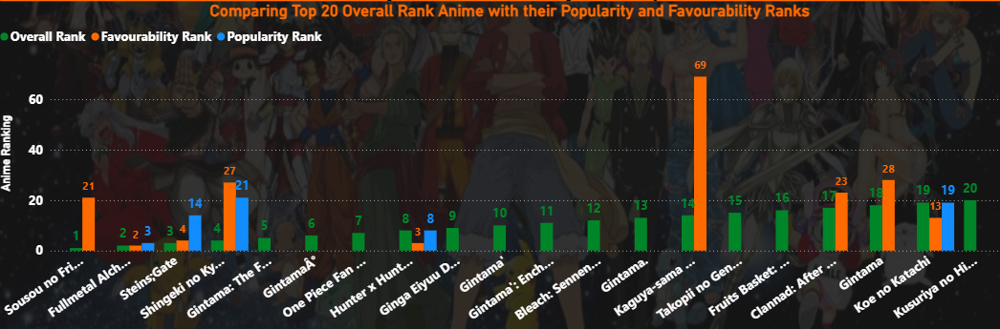 Comparing Top 20 Overall Rank Anime with their Popularity and Favourability Ranks
Overall Rank Favourability Rank Popularity Rank
Anime Ranking
60
40
20
0
1 21
2 2 3
3 4 14
4 27 21
5
6
7
8 3 8
9
10
11
12
13
14 69
15
16
17 23
18 28
19 13 19
20
Sousou no Fri...
Fullmetal Alch...
Steins;Gate
Shingeki no Ky...
Gintama: The F...
GintamaÂ°
One Piece Fan ...
Hunter x Hunt...
Ginga Eiyuu D...
Gintama'
Gintama': Ench...
Bleach: Sennen...
Gintama.
Kaguya-sama ...
Takopii no Gen...
Fruits Basket: ...
Clannad: After ...
Gintama
Koe no Katachi
Kusuriya no Hi...